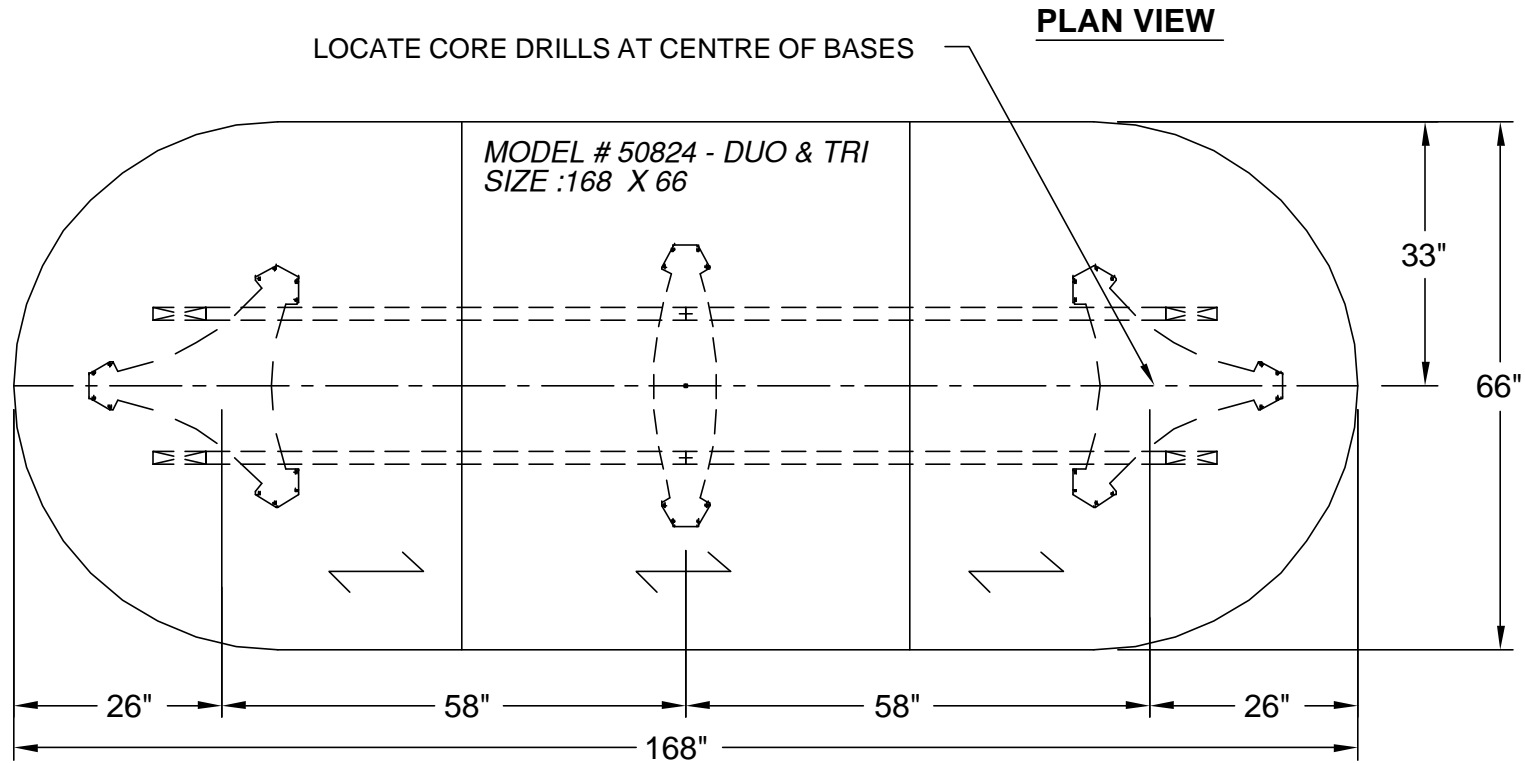 PLAN VIEW
LOCATE CORE DRILLS AT CENTRE OF BASES
MODEL # 50824 - DUO & TRI
SIZE :168 X 66
33"
66"
26"
58"
58"
26"
168"